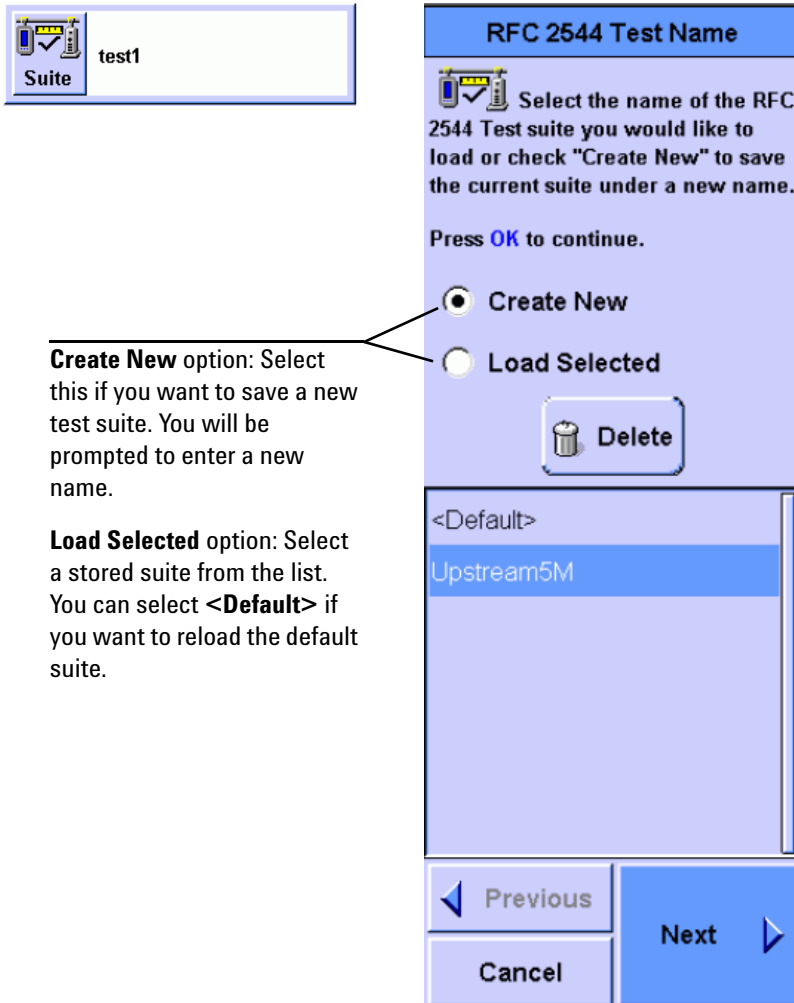 Suite
test1
RFC 2544 Test Name
Select the name of the RFC
2544 Test suite you would like to
load or check "Create New" to save
the current suite under a new name.
Press OK to continue.
Create New
Load Selected
Delete
<Default>
Upstream5M
Previous
Next
Cancel
Create New option: Select
this if you want to save a new
test suite. You will be
prompted to enter a new
name.
Load Selected option: Select
a stored suite from the list.
You can select <Default> if
you want to reload the default
suite.